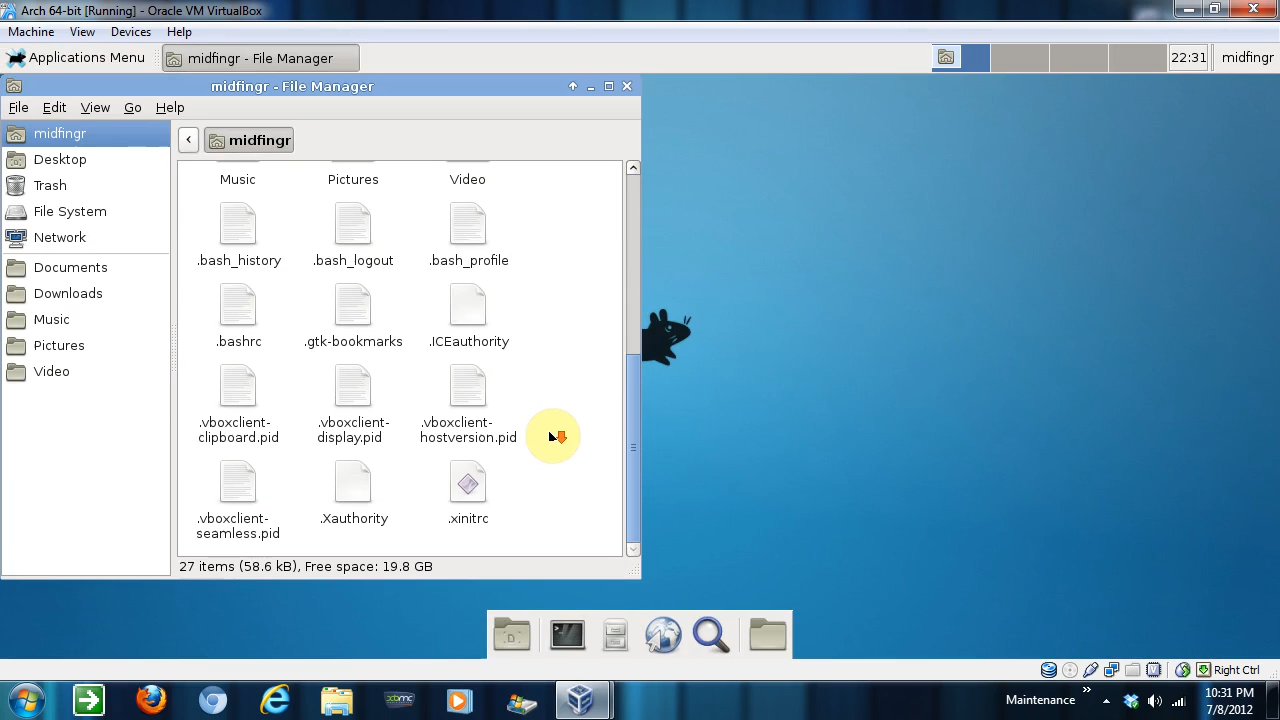 Arch 64-bit [Running] - Oracle VM VirtualBox
Machine View Devices Help
Applications Menu
midfingr - File Manager
22:31
midfingr
midfingr - File Manager
File Edit View Go Help
midfingr
Desktop
Trash
File System
Network
Documents
Downloads
Music
Pictures
Video
midfingr
Music Pictures Video
.bash_history .bash_logout .bash_profile
.bashrc .gtk-bookmarks .ICEauthority
.vboxclient-
clipboard.pid
.vboxclient-
display.pid
.vboxclient-
hostversion.pid
.vboxclient-
seamless.pid
.Xauthority
.xinitrc
27 items (58.6 kB), Free space: 19.8 GB
Right Ctrl
xbmc
Maintenance »
10:31 PM
7/8/2012